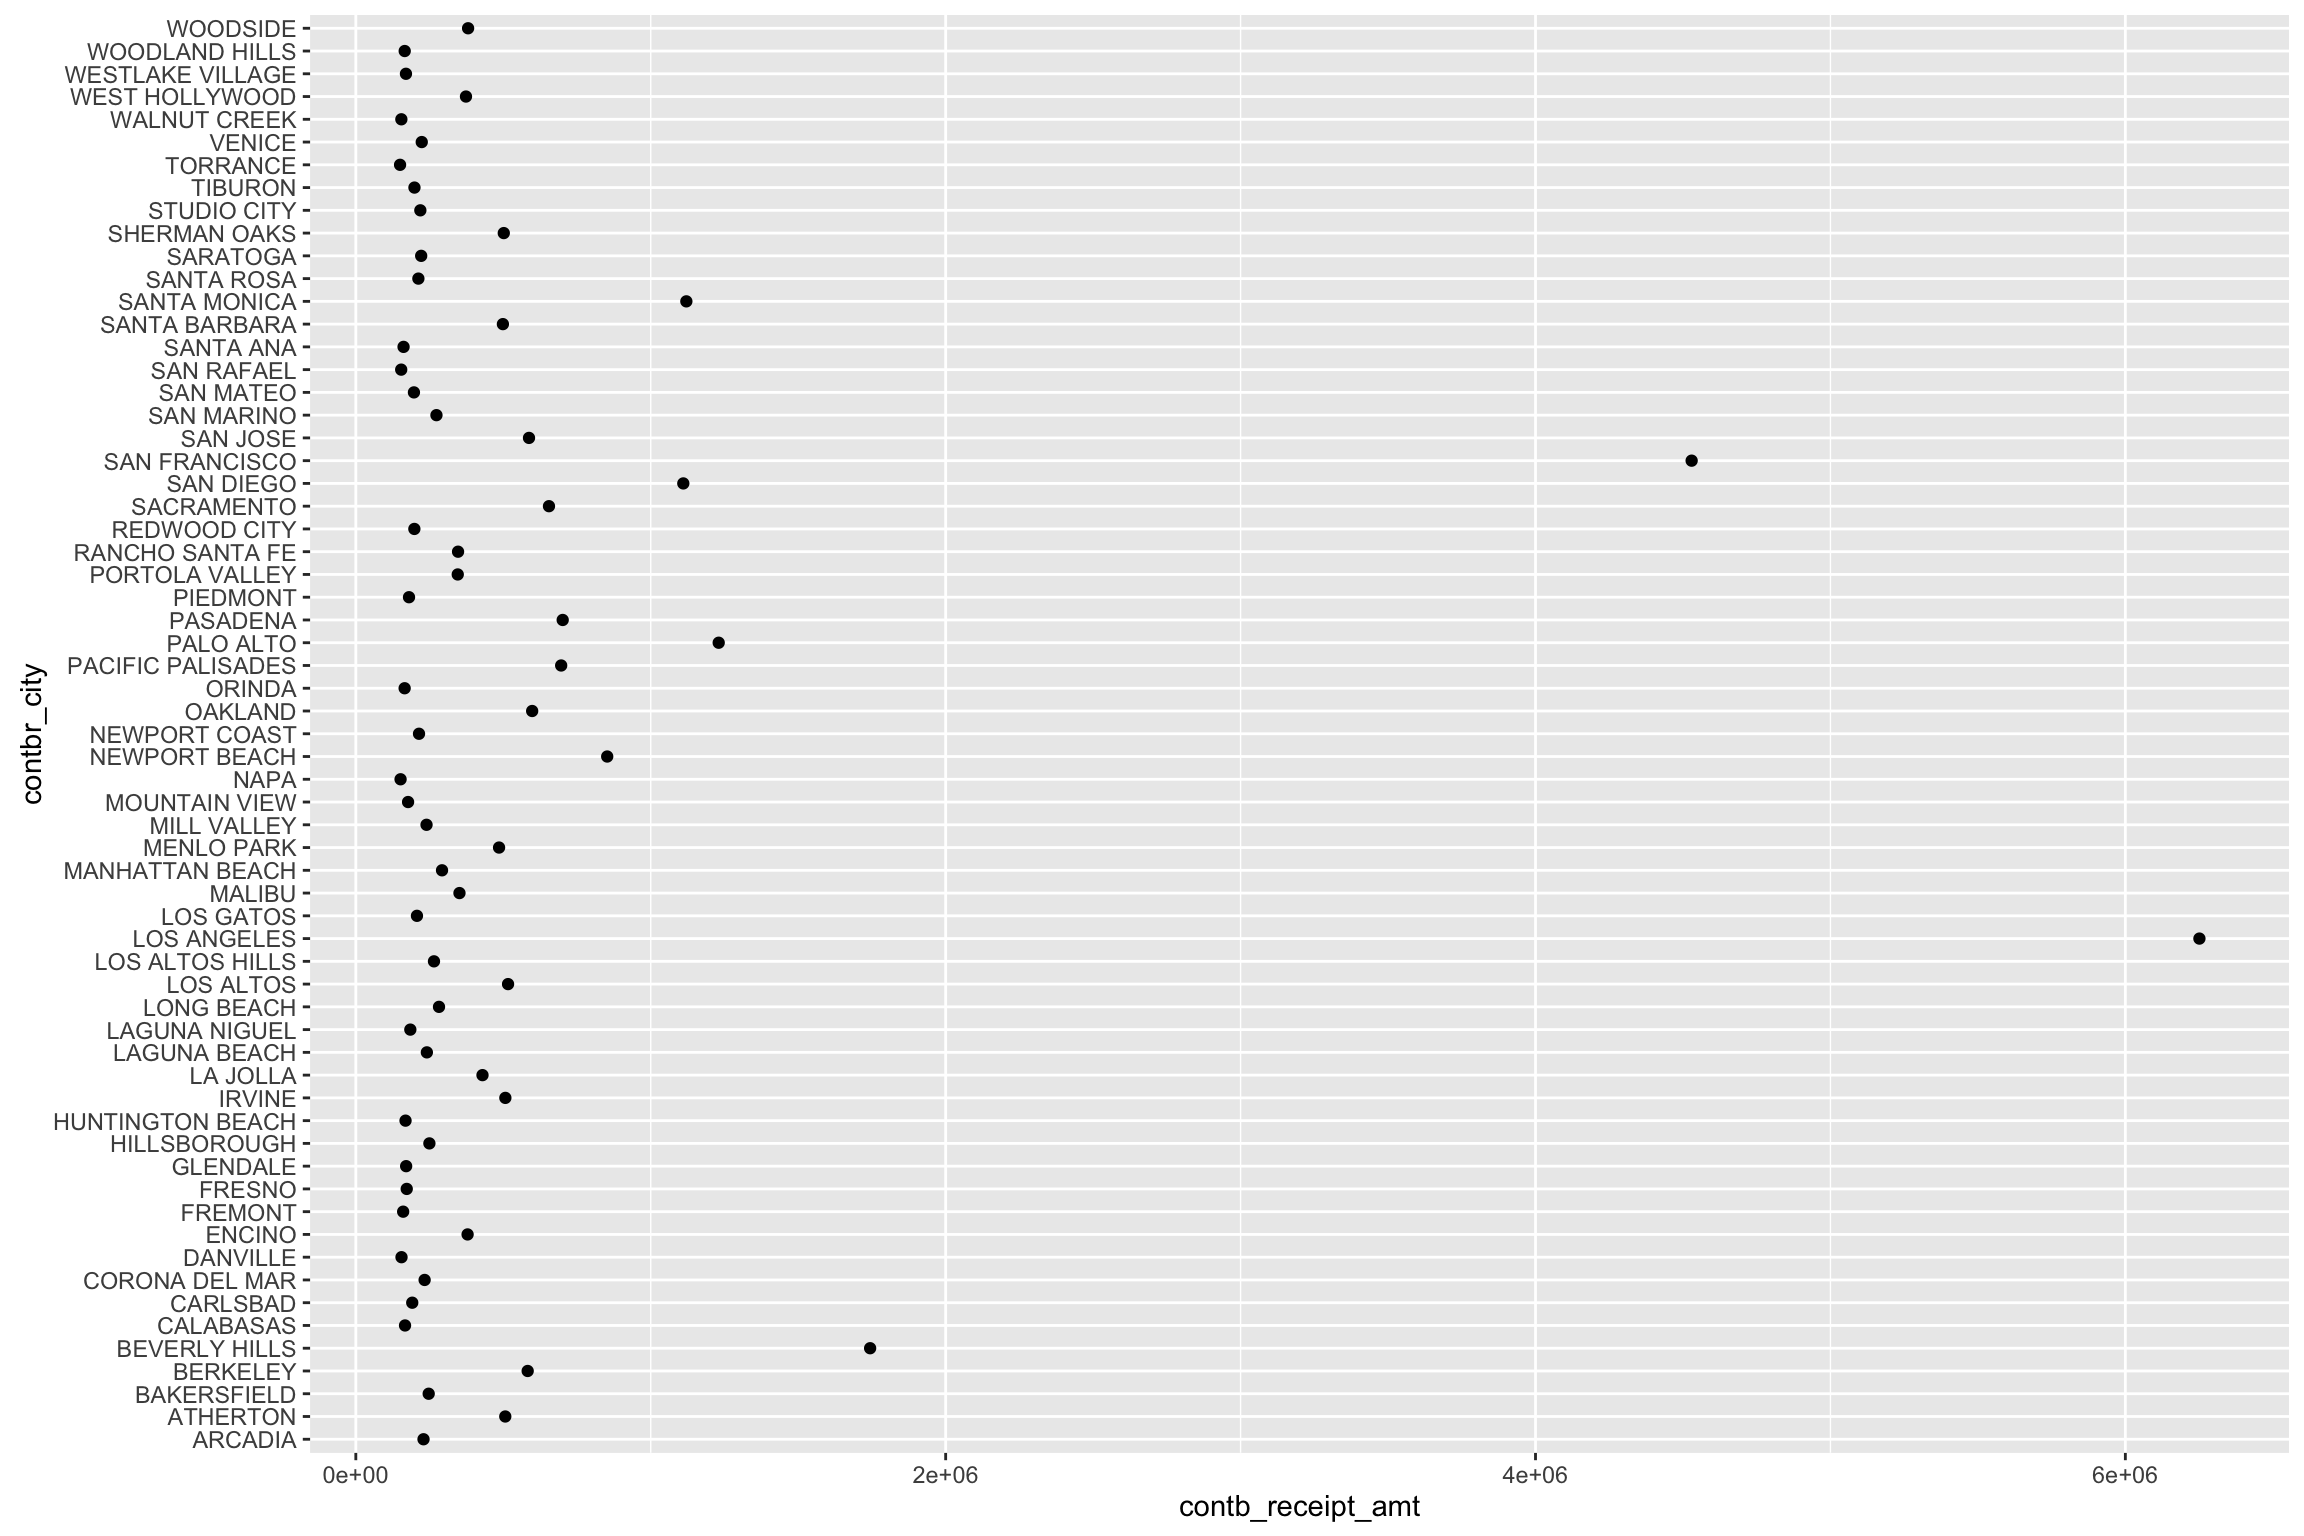 WOODSIDE
WOODLAND HILLS
WESTLAKE VILLAGE
WEST HOLLYWOOD
WALNUT CREEK
VENICE
TORRANCE
TIBURON
STUDIO CITY
SHERMAN OAKS
SARATOGA
SANTA ROSA
SANTA MONICA
SANTA BARBARA
SANTA ANA
SAN RAFAEL
SAN MATEO
SAN MARINO
SAN JOSE
SAN FRANCISCO
SAN DIEGO
SACRAMENTO
REDWOOD CITY
RANCHO SANTA FE
PORTOLA VALLEY
PIEDMONT
PASADENA
PALO ALTO
PACIFIC PALISADES
ORINDA
OAKLAND
NEWPORT COAST
NEWPORT BEACH
NAPA
MOUNTAIN VIEW
MILL VALLEY
MENLO PARK
MANHATTAN BEACH
MALIBU
LOS GATOS
LOS ANGELES
LOS ALTOS HILLS
LOS ALTOS
LONG BEACH
LAGUNA NIGUEL
LAGUNA BEACH
LA JOLLA
IRVINE
HUNTINGTON BEACH
HILLSBOROUGH
GLENDALE
FRESNO
FREMONT
ENCINO
DANVILLE
CORONA DEL MAR
CARLSBAD
CALABASAS
BEVERLY HILLS
BERKELEY
BAKERSFIELD
ATHERTON
ARCADIA
contbr_city
0e+00 2e+06 4e+06 6e+06
contb_receipt_amt